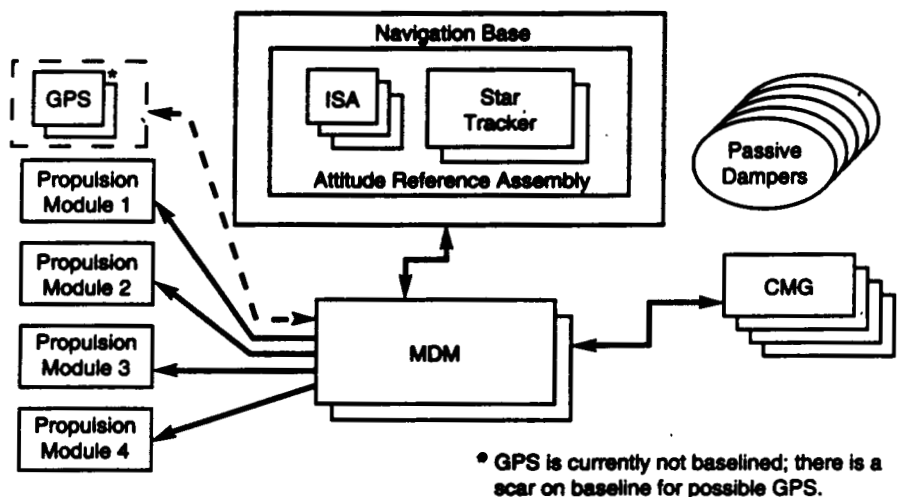 Navigation Base
GPS *
ISA
Star
Tracker
Attitude Reference Assembly
Passive
Dampers
Propulsion
Module 1
Propulsion
Module 2
Propulsion
Module 3
Propulsion
Module 4
MDM
CMG
* GPS is currently not baselined; there is a
scar on baseline for possible GPS.